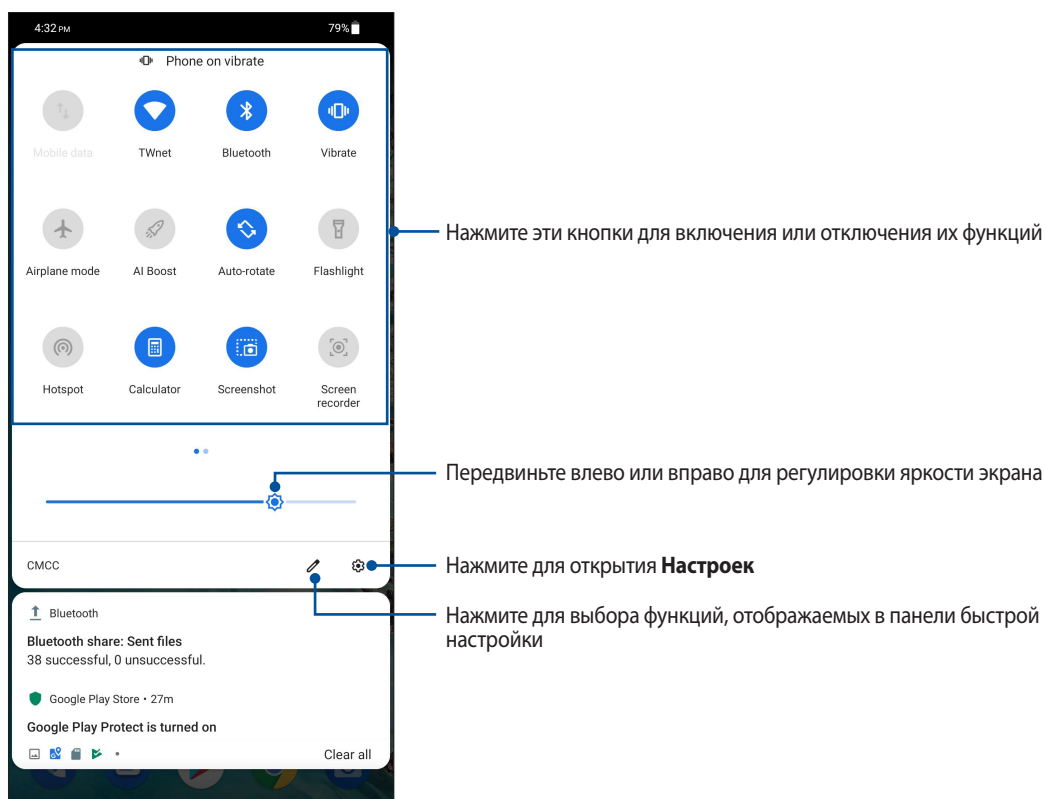 4:32 PM 79%
Phone on vibrate
Mobile data TWnet Bluetooth Vibrate
Airplane mode AI Boost Auto-rotate Flashlight
Hotspot Calculator Screenshot Screen
recorder
CMCC
Bluetooth
Bluetooth share: Sent files
38 successful, 0 unsuccessful.
Google Play Store • 27m
Google Play Protect is turned on
Clear all
Нажмите эти кнопки для включения или отключения их функций
Передвиньте влево или вправо для регулировки яркости экрана
Нажмите для открытия Настроек
Нажмите для выбора функций, отображаемых в панели быстрой
настройки